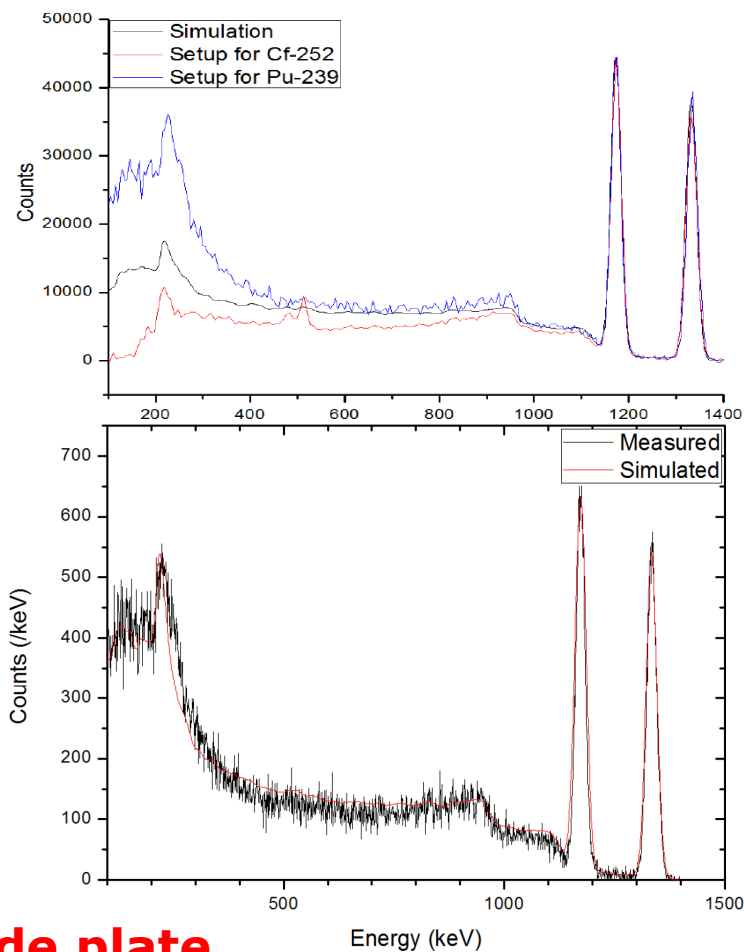 50000
40000
30000
20000
10000
0
Counts
Simulation
Setup for Cf-252
Setup for Pu-239
200 400 600 800 1000 1200 1400
700
600
500
400
300
200
100
0
Counts (/keV)
Measured
Simulated
500 1000 1500
Energy (keV)
de plate